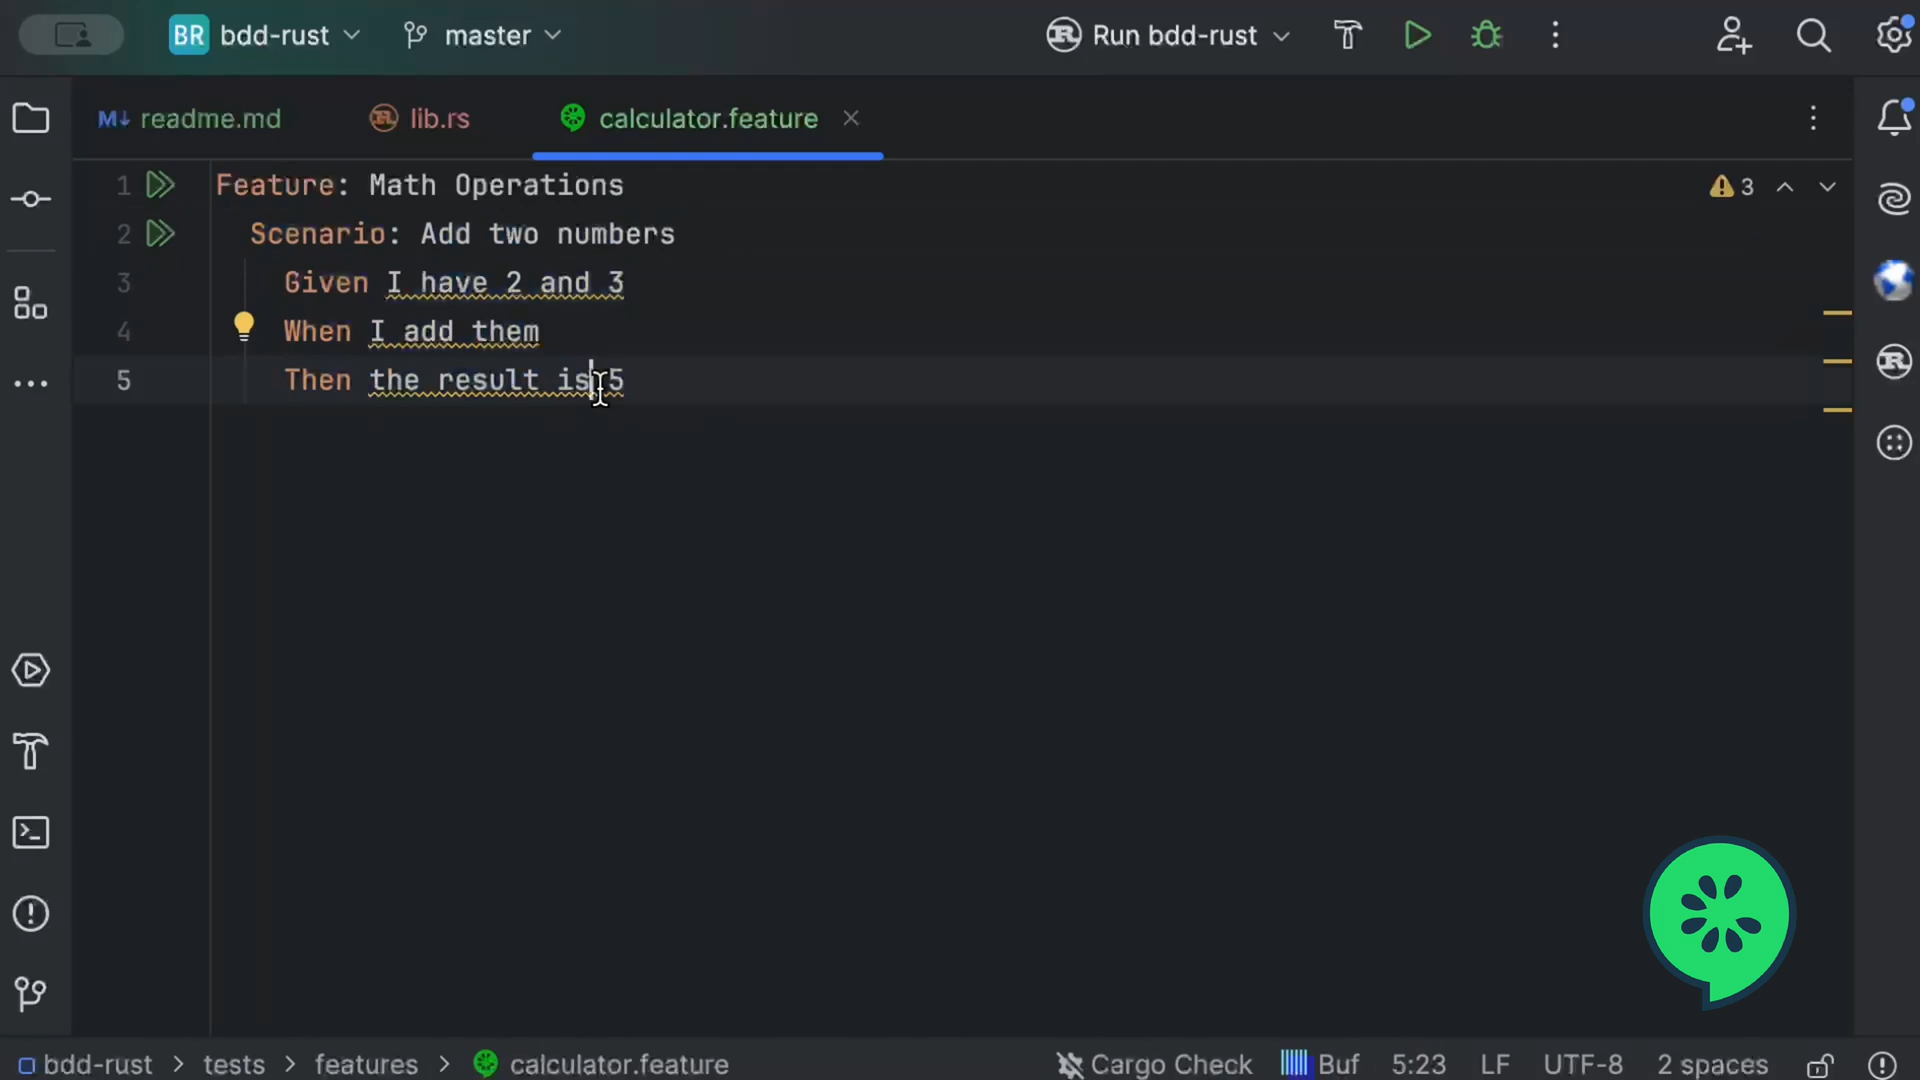 BR bdd-rust master Run bdd-rust
readme.md lib.rs calculator.feature
1 Feature: Math Operations 3
2 Scenario: Add two numbers
3 Given I have 2 and 3
4 When I add them
5 Then the result is 5
bdd-rust > tests > features > calculator.feature Cargo Check Buf 5:23 LF UTF-8 2 spaces